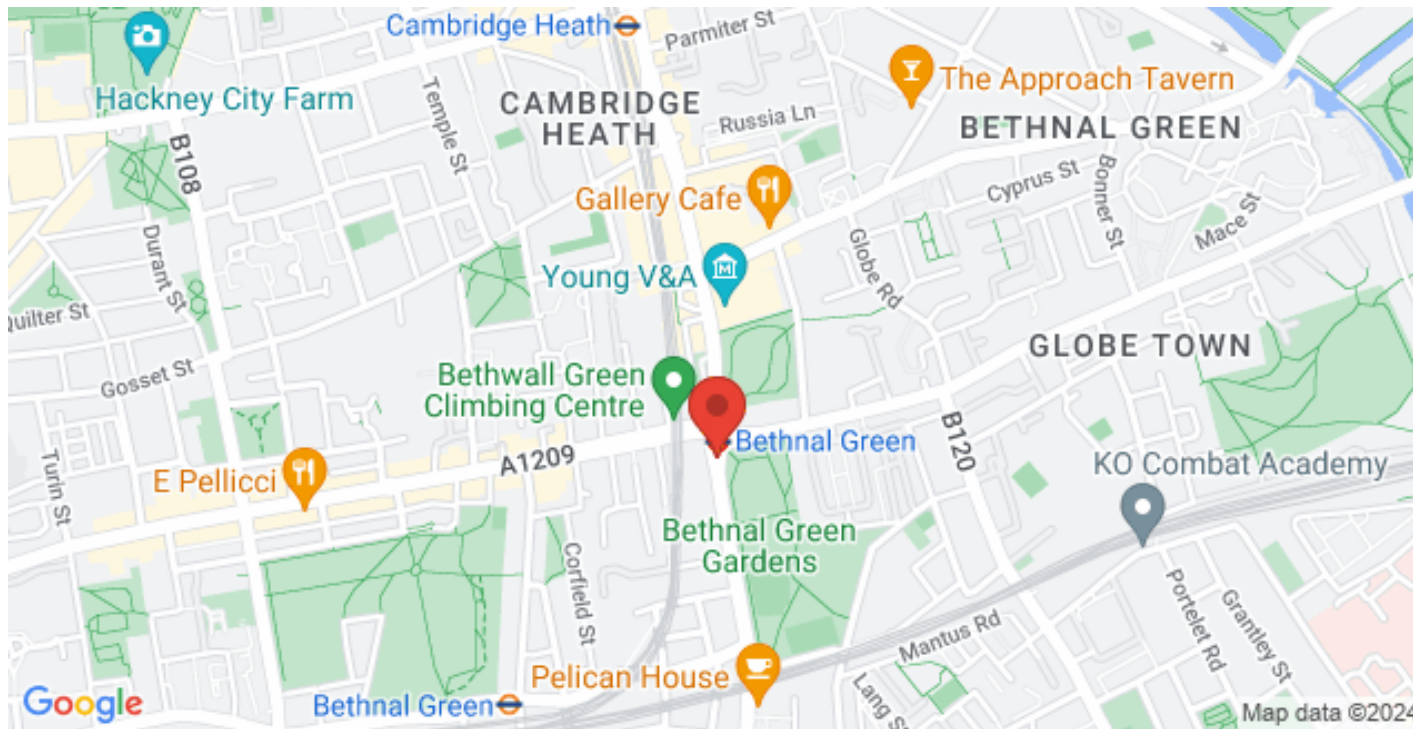 Cambridge Heath
Parmiter St
Hackney City Farm
The Approach Tavern
Temple St
CAMBRIDGE
HEATH
Russia Ln
BETHNAL GREEN
B108
Cyprus St
Bonner St
Gallery Cafe
Mace St
Durant St
Globe Rd
Young V&A
Quilter St
GLOBE TOWN
Gosset St
Bethwall Green
Climbing Centre
Bethnal Green
B120
A1209
KO Combat Academy
E Pellicci
Turin St
Bethnal Green
Gardens
Corfield St
Portelet Rd
Grantley St
Mantus Rd
Pelican House
Lang S
Bethnal Green
Google
Map data ©2024